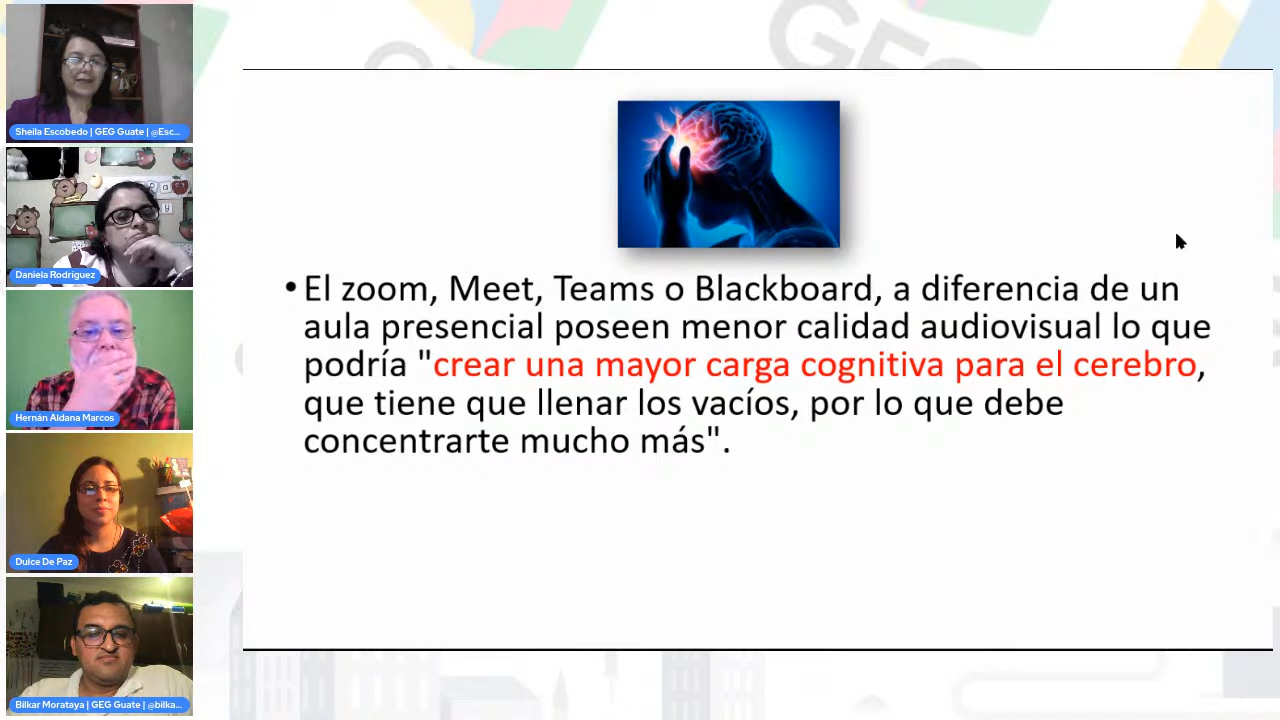 GEG
Sheila Escobedo | GEG Guate | @Esc...
Daniela Rodríguez
Hernán Aldana Marcos
Dulce De Paz
Bilkar Morataya | GEG Guate | @bilka...
• El zoom, Meet, Teams o Blackboard, a diferencia de un
aula presencial poseen menor calidad audiovisual lo que
podría "crear una mayor carga cognitiva para el cerebro,
que tiene que llenar los vacíos, por lo que debe
concentrarte mucho más".